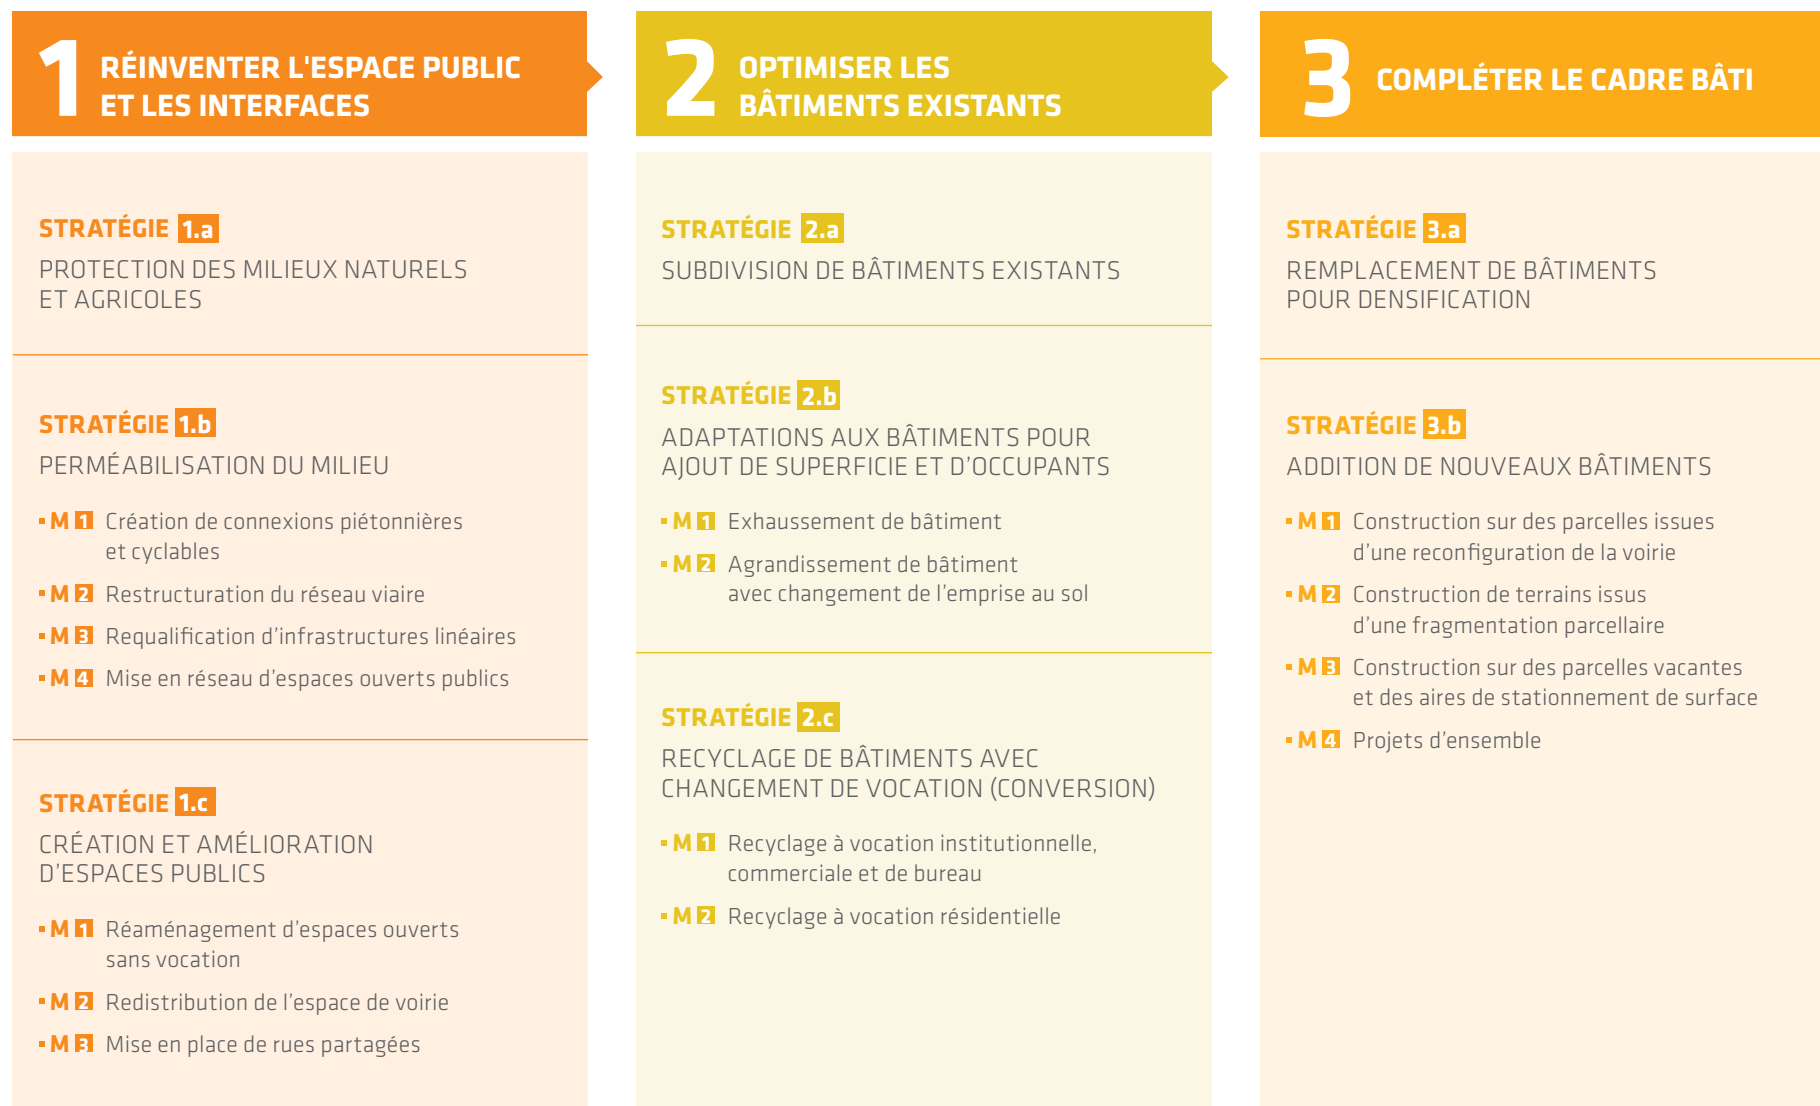 1 RÉINVENTER L'ESPACE PUBLIC
ET LES INTERFACES
STRATÉGIE 1.a
PROTECTION DES MILIEUX NATURELS
ET AGRICOLES
STRATÉGIE 1.b
PERMÉABILISATION DU MILIEU
▪ M 1 Création de connexions piétonnières
et cyclables
▪ M 2 Restructuration du réseau viaire
▪ M 3 Requalification d’infrastructures linéaires
▪ M 4 Mise en réseau d’espaces ouverts publics
STRATÉGIE 1.c
CRÉATION ET AMÉLIORATION
D’ESPACES PUBLICS
▪ M 1 Réaménagement d’espaces ouverts
sans vocation
▪ M 2 Redistribution de l’espace de voirie
▪ M 3 Mise en place de rues partagées
2 OPTIMISER LES
BÂTIMENTS EXISTANTS
STRATÉGIE 2.a
SUBDIVISION DE BÂTIMENTS EXISTANTS
STRATÉGIE 2.b
ADAPTATIONS AUX BÂTIMENTS POUR
AJOUT DE SUPERFICIE ET D’OCCUPANTS
▪ M 1 Exhaussement de bâtiment
▪ M 2 Agrandissement de bâtiment
avec changement de l’emprise au sol
STRATÉGIE 2.c
RECYCLAGE DE BÂTIMENTS AVEC
CHANGEMENT DE VOCATION (CONVERSION)
▪ M 1 Recyclage à vocation institutionnelle,
commerciale et de bureau
▪ M 2 Recyclage à vocation résidentielle
3 COMPLÉTER LE CADRE BÂTI
STRATÉGIE 3.a
REMPLACEMENT DE BÂTIMENTS
POUR DENSIFICATION
STRATÉGIE 3.b
ADDITION DE NOUVEAUX BÂTIMENTS
▪ M 1 Construction sur des parcelles issues
d’une reconfiguration de la voirie
▪ M 2 Construction de terrains issus
d’une fragmentation parcellaire
▪ M 3 Construction sur des parcelles vacantes
et des aires de stationnement de surface
▪ M 4 Projets d’ensemble